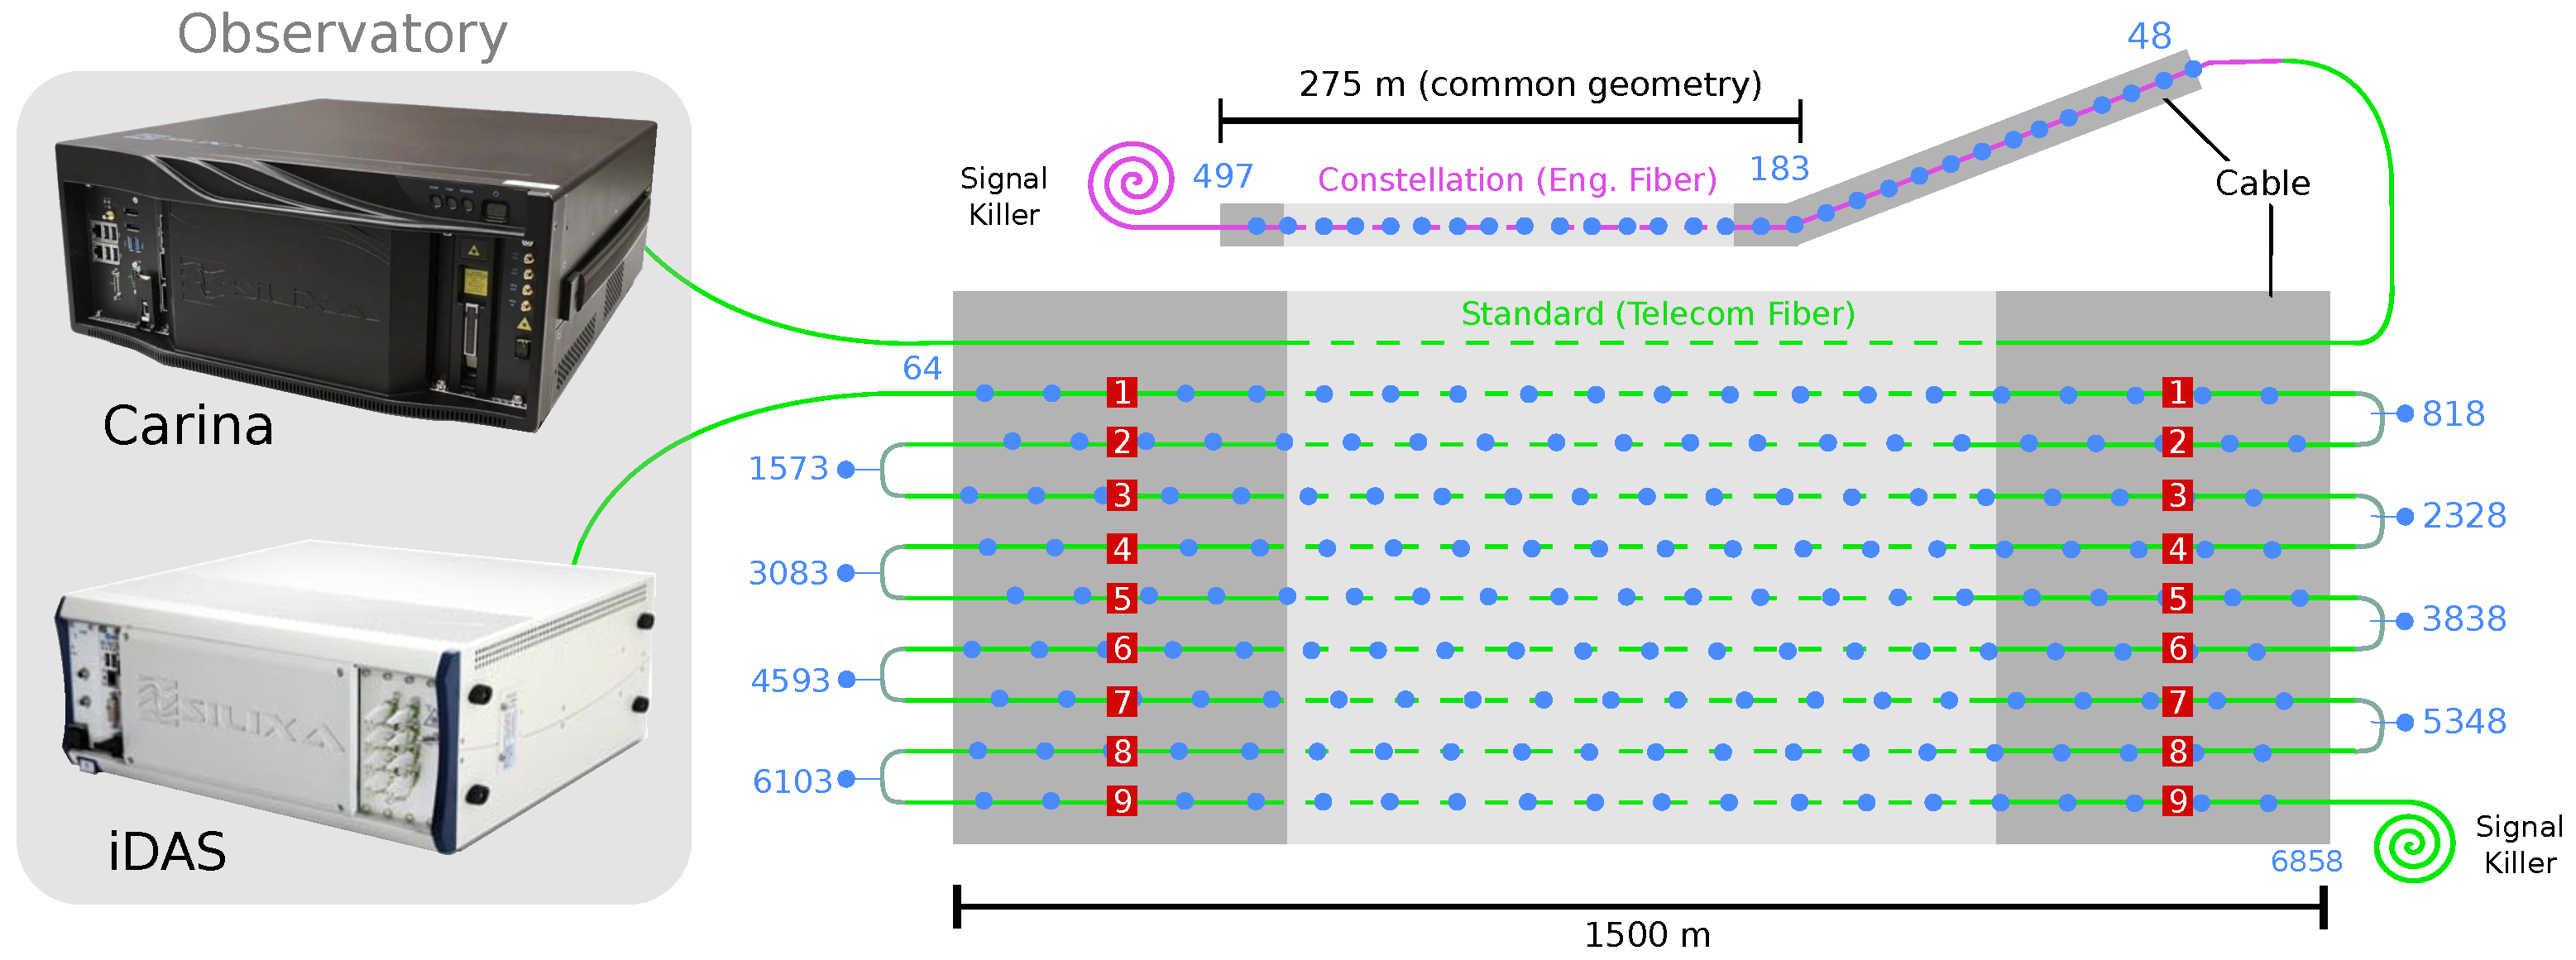 Observatory
SILIXA
Carina
SILIXA
iDAS
48
275 m (common geometry)
Signal
Killer
497
Constellation (Eng. Fiber)
183
Cable
Standard (Telecom Fiber)
64
1 1
818
2 2
1573
3 3
2328
4 4
3083
5 5
3838
6 6
4593
7 7
5348
8 8
6103
9 9
Signal
Killer
6858
1500 m